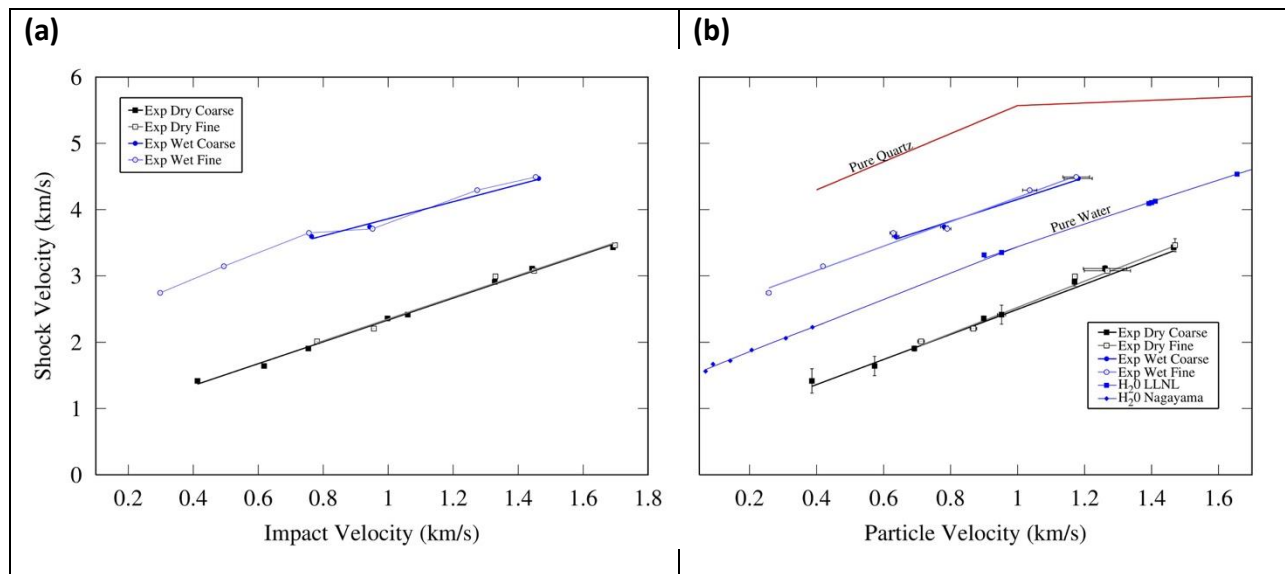 (a)
(b)
Shock Velocity (km/s)
6
5
4
3
2
1
0
Exp Dry Coarse
Exp Dry Fine
Exp Wet Coarse
Exp Wet Fine
0.2 0.4 0.6 0.8 1 1.2 1.4 1.6 1.8
Impact Velocity (km/s)
Pure Quartz
Pure Water
Exp Dry Coarse
Exp Dry Fine
Exp Wet Coarse
Exp Wet Fine
H20 LLNL
H20 Nagayama
0.2 0.4 0.6 0.8 1 1.2 1.4 1.6
Particle Velocity (km/s)